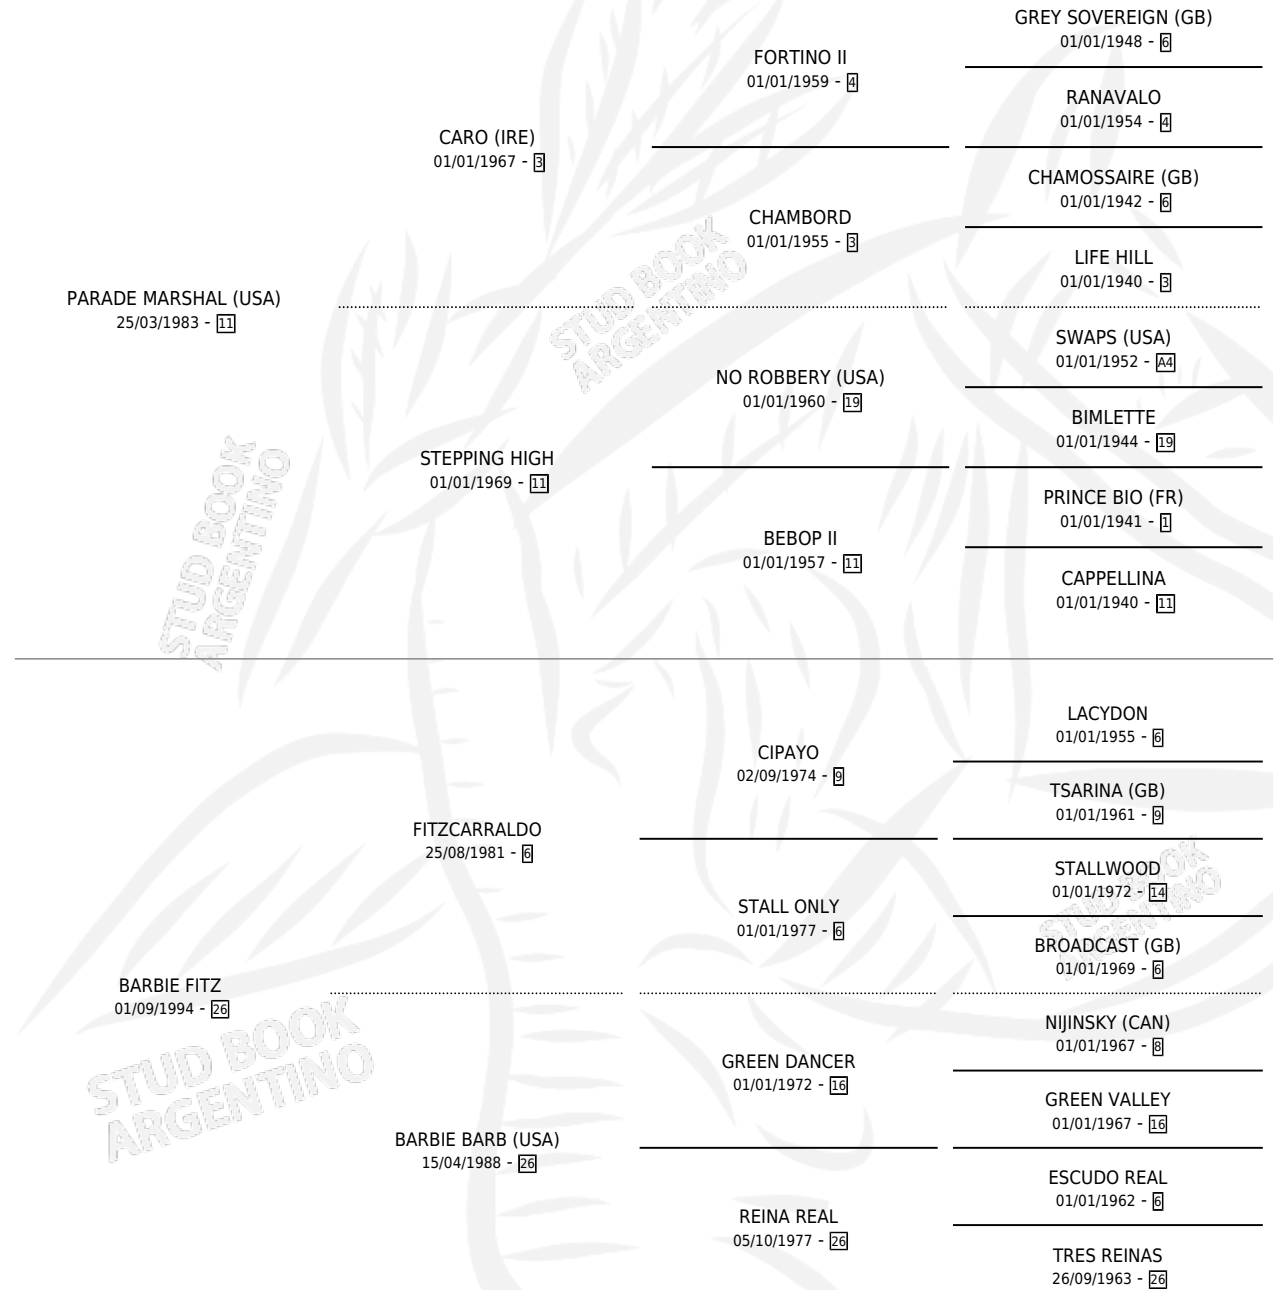 GREY SOVEREIGN (GB)
01/01/1948 - 6
FORTINO II
01/01/1959 - 4
RANAVALO
01/01/1954 - 4
CARO (IRE)
01/01/1967 - 3
CHAMOSSAIRE (GB)
01/01/1942 - 6
CHAMBORD
01/01/1955 - 3
LIFE HILL
01/01/1940 - 3
PARADE MARSHAL (USA)
25/03/1983 - 11
SWAPS (USA)
01/01/1952 - A4
NO ROBBERY (USA)
01/01/1960 - 19
BIMLETTE
01/01/1944 - 19
STEPPING HIGH
01/01/1969 - 11
PRINCE BIO (FR)
01/01/1941 - 1
BEBOP II
01/01/1957 - 11
CAPPELLINA
01/01/1940 - 11
STUD BOOK
ARGENTINO
STUD BOOK
ARGENTINO
LACYDON
01/01/1955 - 6
CIPAYO
02/09/1974 - 9
TSARINA (GB)
01/01/1961 - 9
FITZCARRALDO
25/08/1981 - 6
STALLWOOD
01/01/1972 - 14
STALL ONLY
01/01/1977 - 6
BROADCAST (GB)
01/01/1969 - 6
BARBIE FITZ
01/09/1994 - 26
NIJINSKY (CAN)
01/01/1967 - 8
GREEN DANCER
01/01/1972 - 16
GREEN VALLEY
01/01/1967 - 16
BARBIE BARB (USA)
15/04/1988 - 26
ESCUDO REAL
01/01/1962 - 6
REINA REAL
05/10/1977 - 26
TRES REINAS
26/09/1963 - 26
STUD BOOK
ARGENTINO
STUD BOOK
ARGENTINO